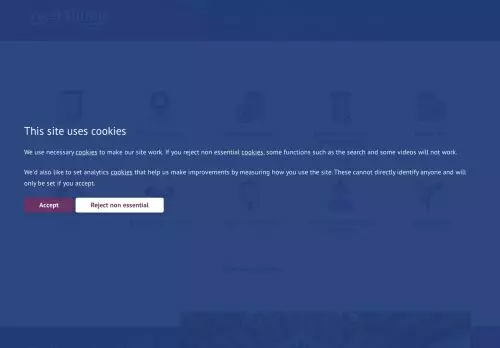 This site uses cookies
We use necessary cookies to make our site work. If you reject non essential cookies, some functions such as the search and some videos will not work.
We'd also like to set analytics cookies that help us make improvements by measuring how you use the site. These cannot directly identify anyone and will
only be set if you accept.
Accept
Reject non essential